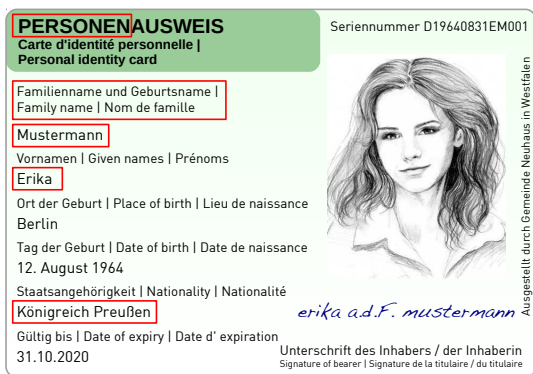 PERSONENAUSWEIS
Carte d'identité personnelle |
Personal identity card
Seriennummer D19640831EM001
Familienname und Geburtsname |
Family name | Nom de famille
Mustermann
Vornamen | Given names | Prénoms
Erika
Ort der Geburt | Place of birth | Lieu de naissance
Berlin
Tag der Geburt | Date of birth | Date de naissance
12. August 1964
Staatsangehörigkeit | Nationality | Nationalité
Königreich Preußen
Gültig bis | Date of expiry | Date d' expiration
31.10.2020
erika a.d.F. mustermann
Unterschrift des Inhabers / der Inhaberin
Signature of bearer | Signature de la titulaire / du titulaire
Ausgestellt durch Gemeinde Neuhaus in Westfalen